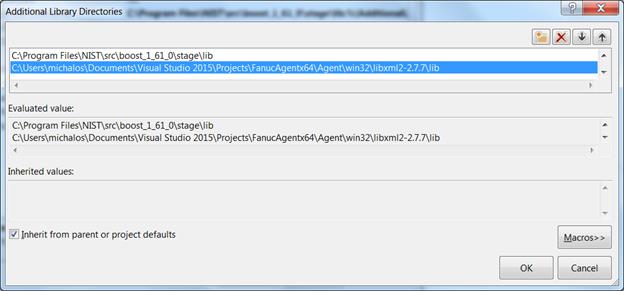 Additional Library Directories
C:\Program Files\NIST\src\boost_1_61_0\stage\lib
C:\Users\michalos\Documents\Visual Studio 2015\Projects\FanucAgentx64\Agent\win32\libxml2-2.7.7\lib
Evaluated value:
C:\Program Files\NIST\src\boost_1_61_0\stage\lib
C:\Users\michalos\Documents\Visual Studio 2015\Projects\FanucAgentx64\Agent\win32\libxml2-2.7.7\lib
Inherited values:
Inherit from parent or project defaults
Macros>>
OK
Cancel